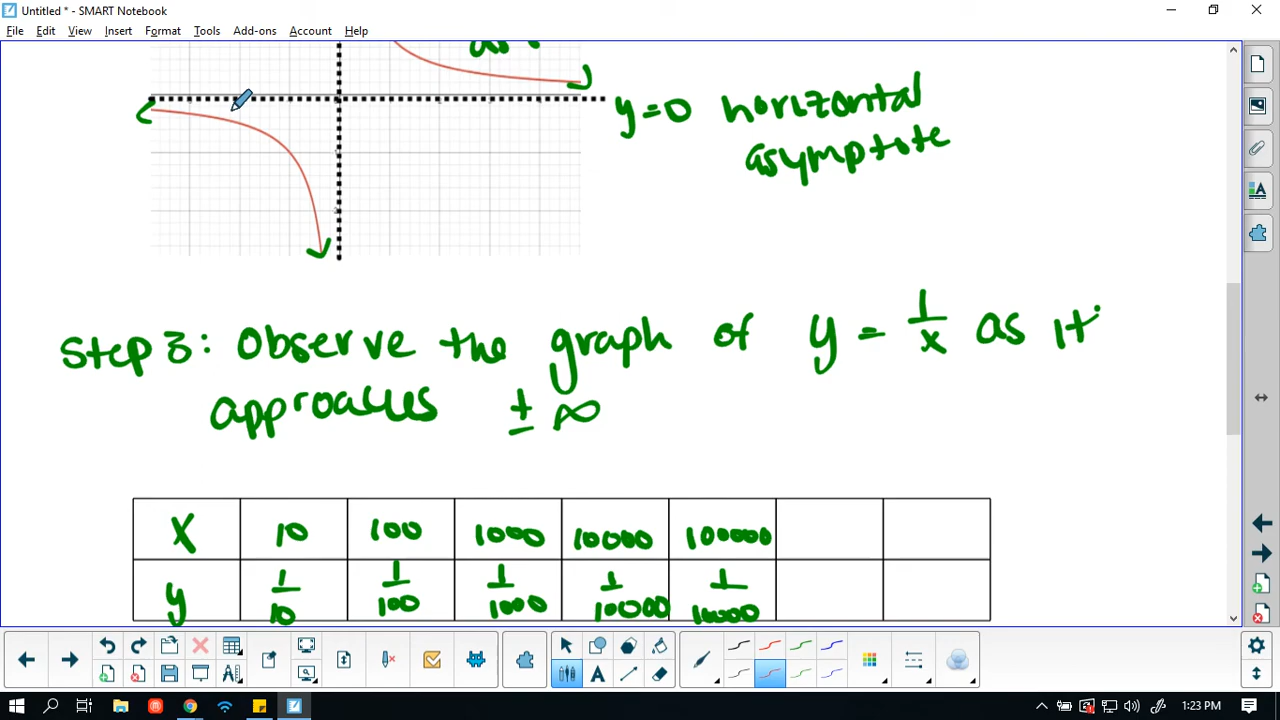 Untitled * - SMART Notebook
File Edit View Insert Format Tools Add-ons Account Help
y=0 horizontal
asymptote
Step 3: Observe the graph of y = 1/x as it
approaches ± ∞
x 10 100 1000 10000 100000
y 1/10 1/100 1/1000 1/10000 1/10000
1:23 PM